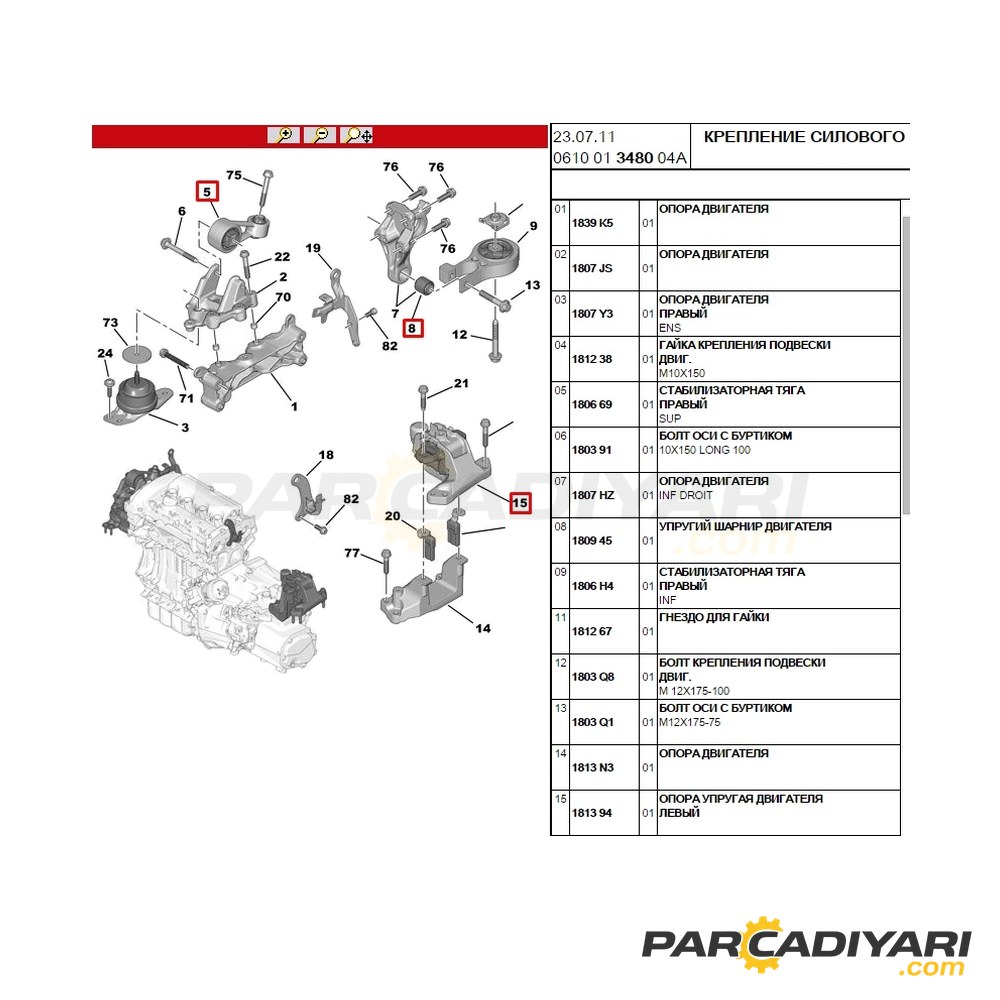 23.07.11
КРЕПЛЕНИЕ СИЛОВОГО
0610 01 3480 04A
75
76
76
5
6
19
9
76
22
2
70
7
13
73
8
12
82
24
71
1
3
21
18
15
82
20
77
14
01 1839 K5 01 ОПОРА ДВИГАТЕЛЯ
02 1807 JS 01 ОПОРА ДВИГАТЕЛЯ
03 1807 Y3 01 ОПОРА ДВИГАТЕЛЯ
ПРАВЫЙ
ENS
04 1812 38 01 ГАЙКА КРЕПЛЕНИЯ ПОДВЕСКИ
ДВИГ.
M10X150
05 1806 69 01 СТАБИЛИЗАТОРНАЯ ТЯГА
ПРАВЫЙ
SUP
06 1803 91 01 БОЛТ ОСИ С БУРТИКОМ
10X150 LONG 100
07 1807 HZ 01 ОПОРА ДВИГАТЕЛЯ
INF DROIT
08 1809 45 01 УПРУГИЙ ШАРНИР ДВИГАТЕЛЯ
09 1806 H4 01 СТАБИЛИЗАТОРНАЯ ТЯГА
ПРАВЫЙ
INF
11 1812 67 01 ГНЕЗДО ДЛЯ ГАЙКИ
12 1803 Q8 01 БОЛТ КРЕПЛЕНИЯ ПОДВЕСКИ
ДВИГ.
M 12X175-100
13 1803 Q1 01 БОЛТ ОСИ С БУРТИКОМ
M12X175-75
14 1813 N3 01 ОПОРА ДВИГАТЕЛЯ
15 1813 94 01 ОПОРА УПРУГАЯ ДВИГАТЕЛЯ
ЛЕВЫЙ
PARCADIYARI
.com
PARCADIYARI
.com